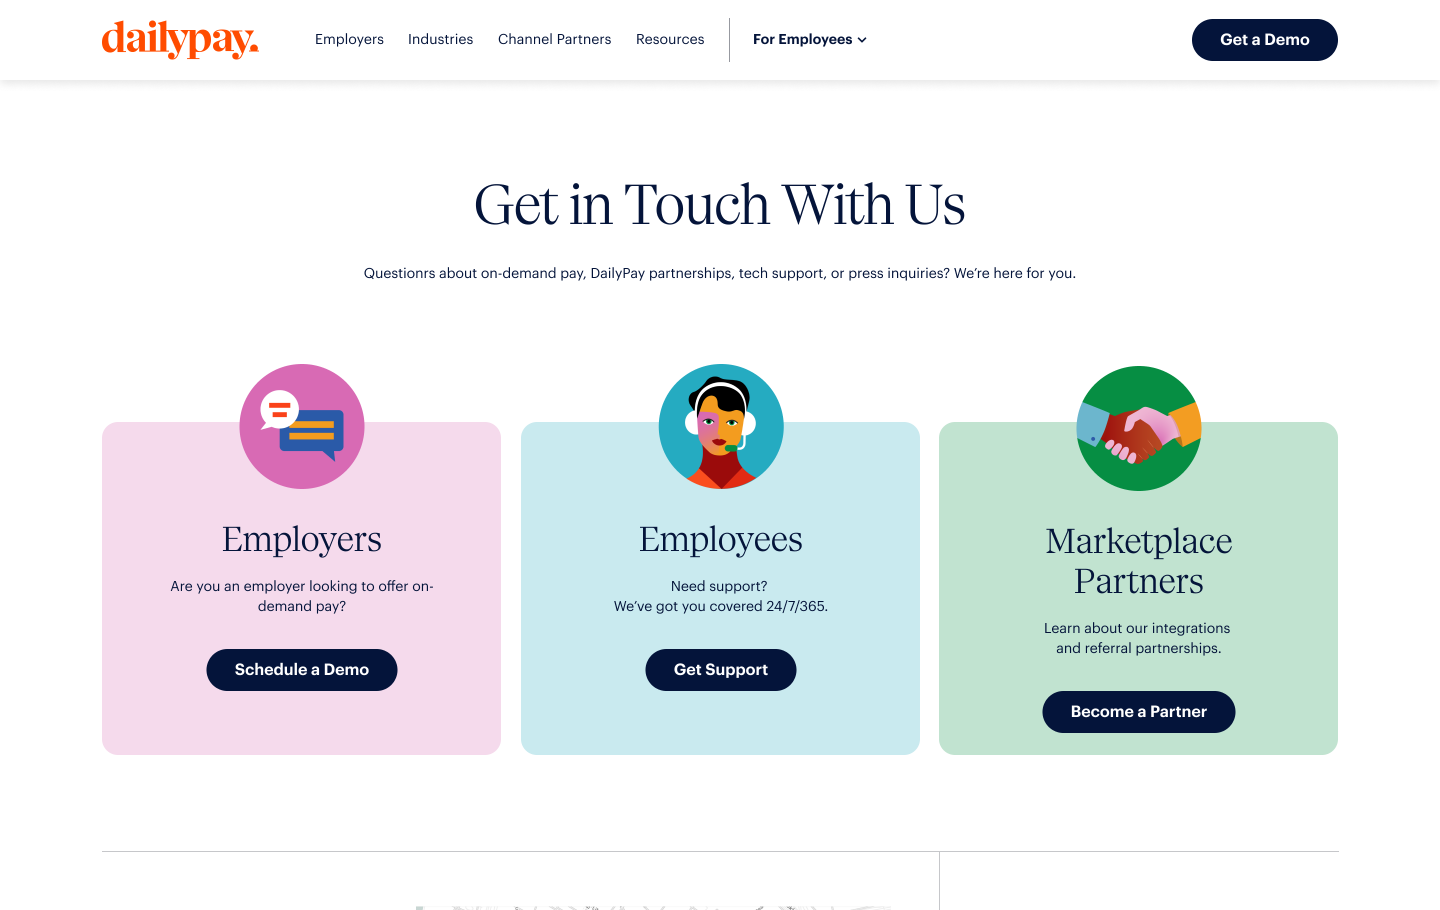 dailypay.
Employers
Industries
Channel Partners
Resources
For Employees
Get a Demo
Get in Touch With Us
Questionrs about on-demand pay, DailyPay partnerships, tech support, or press inquiries? We’re here for you.
Employers
Are you an employer looking to offer on-
demand pay?
Schedule a Demo
Employees
Need support?
We’ve got you covered 24/7/365.
Get Support
Marketplace
Partners
Learn about our integrations
and referral partnerships.
Become a Partner